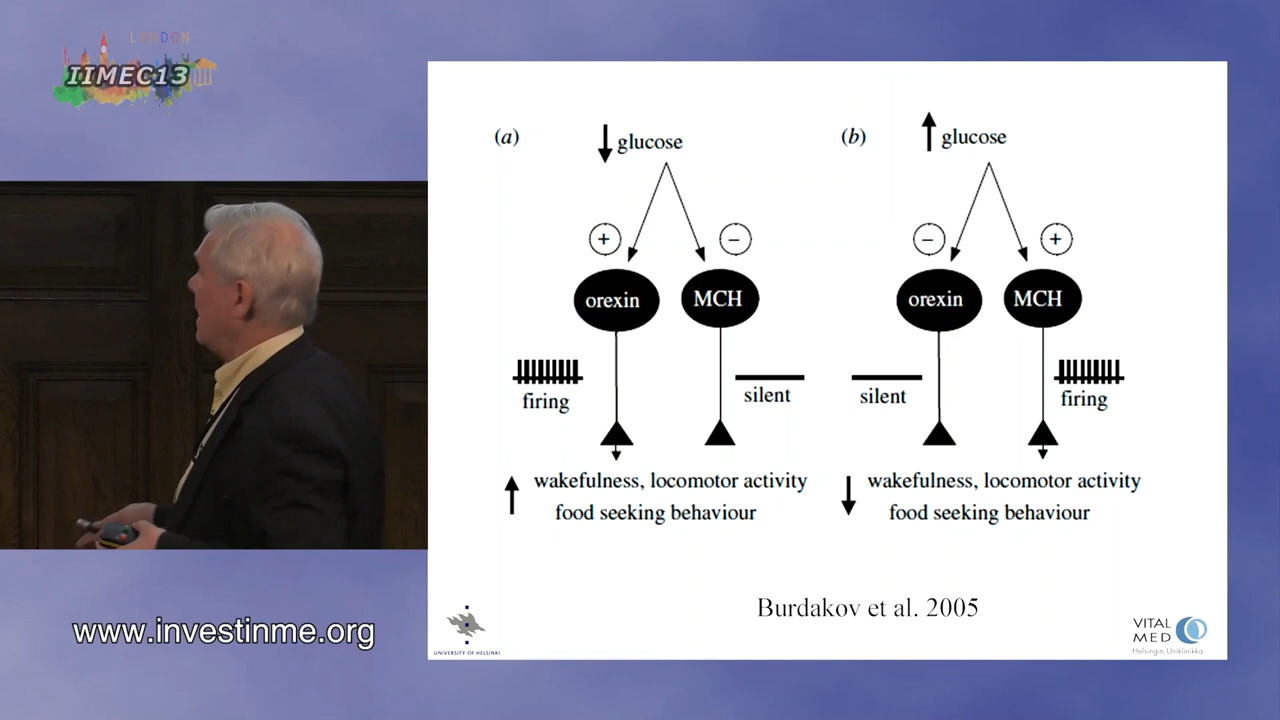 LONDON
IIMEC13
(a)
glucose
+
−
orexin
MCH
firing
silent
wakefulness, locomotor activity
food seeking behaviour
(b)
glucose
−
+
orexin
MCH
silent
firing
wakefulness, locomotor activity
food seeking behaviour
Burdakov et al. 2005
UNIVERSITY OF HELSINKI
VITAL
MED
Helsingin Uniklinikka
www.investinme.org